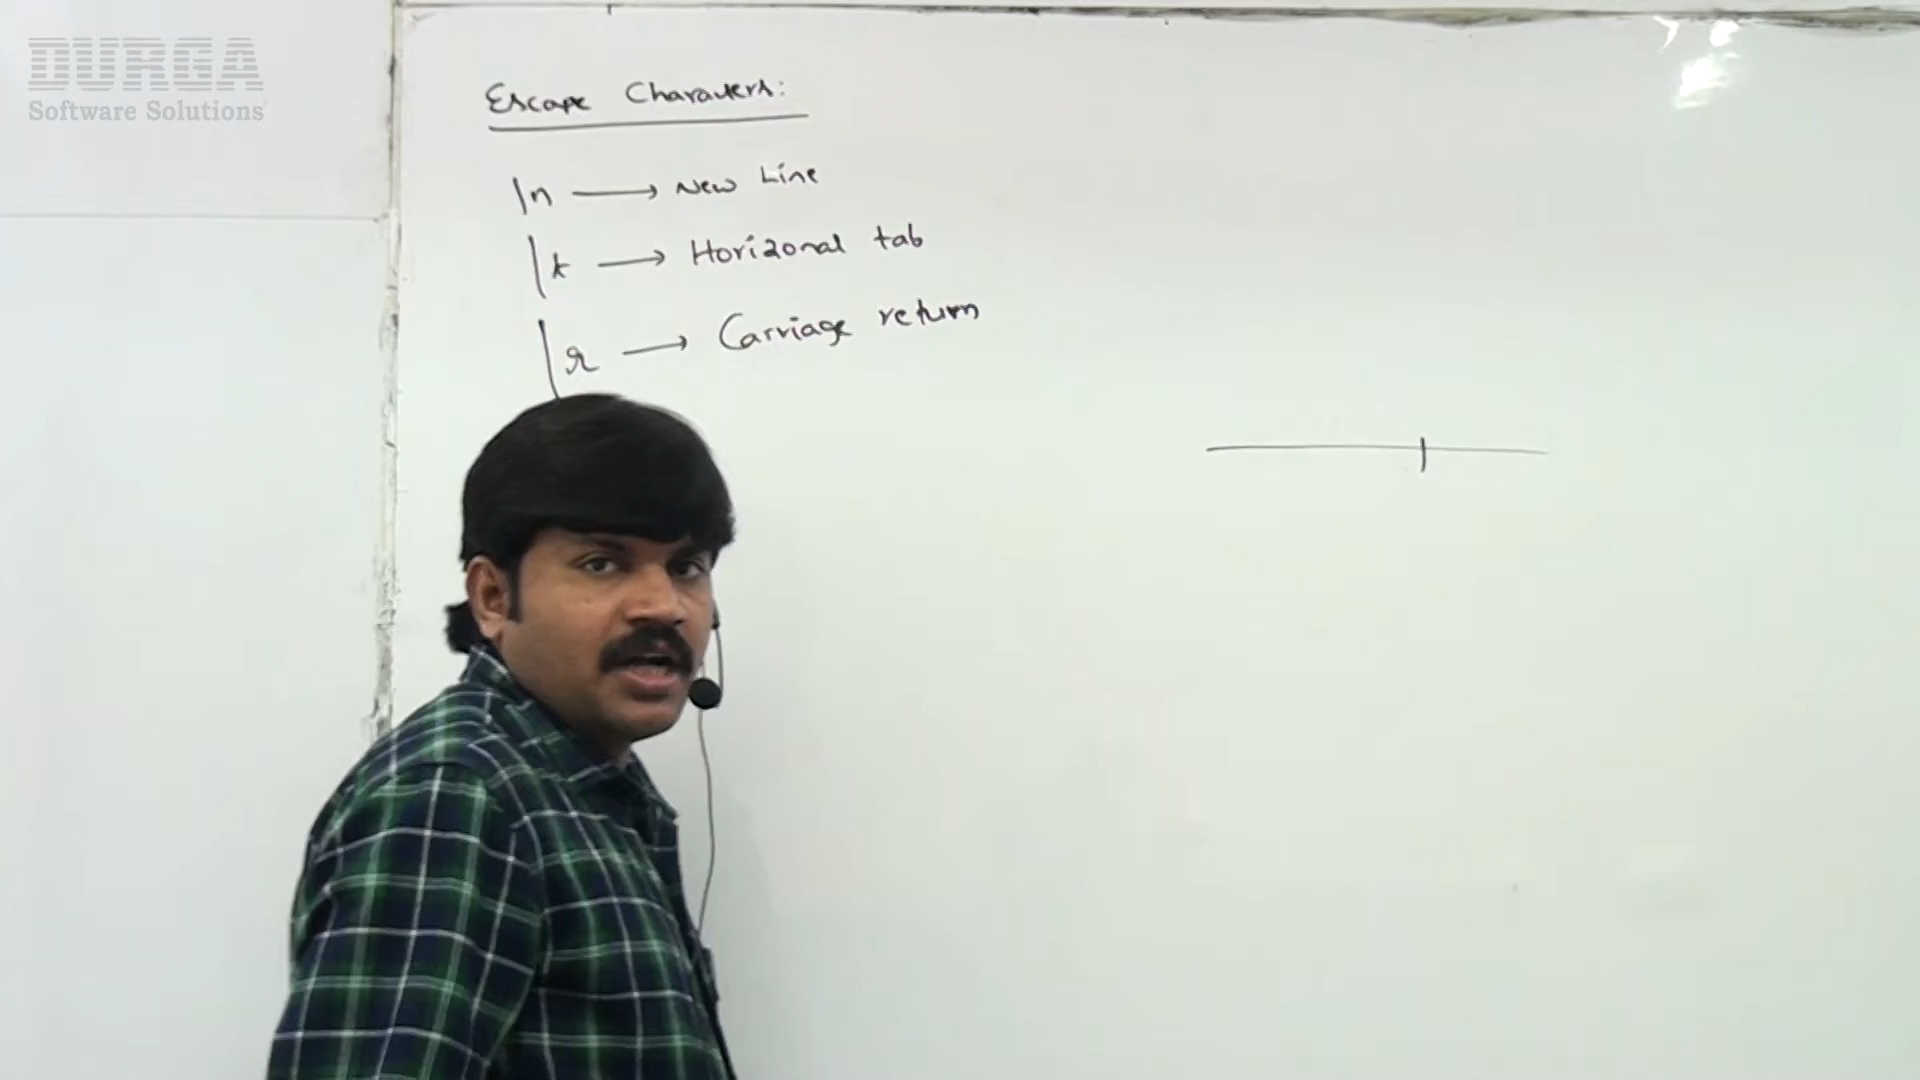 DURGA
Software Solutions
Escape Characters:
\n → New Line
\t → Horizonal tab
\r → Carriage return